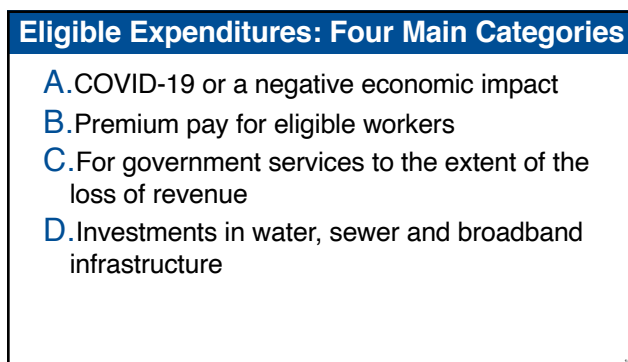 Eligible Expenditures: Four Main Categories
A.COVID-19 or a negative economic impact
B.Premium pay for eligible workers
C.For government services to the extent of the
loss of revenue
D.Investments in water, sewer and broadband
infrastructure